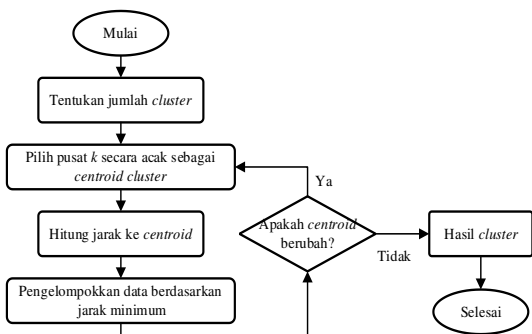 Mulai
Tentukan jumlah cluster
Pilih pusat k secara acak sebagai
centroid cluster
Hitung jarak ke centroid
Pengelompokkan data berdasarkan
jarak minimum
Ya
Apakah centroid
berubah?
Tidak
Hasil cluster
Selesai